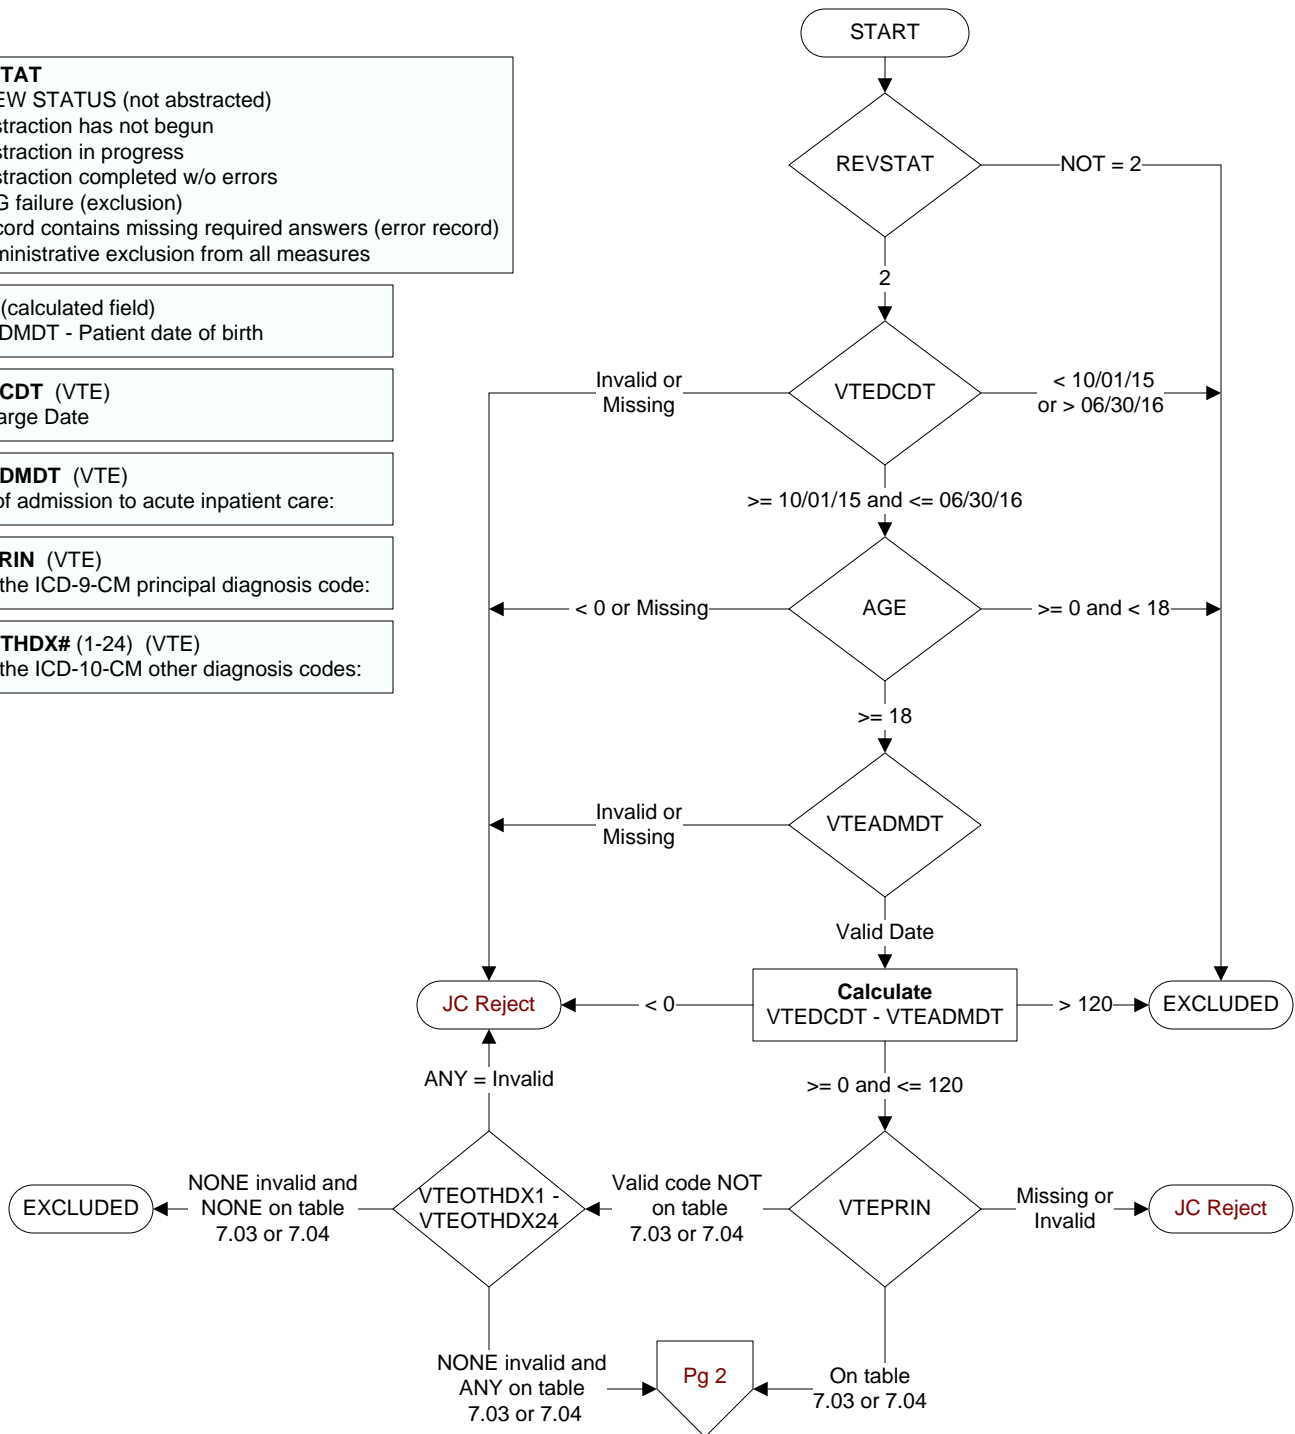 START
TAT
EW STATUS (not abstracted)
straction has not begun
straction in progress
straction completed w/o errors
G failure (exclusion)
cord contains missing required answers (error record)
ministrative exclusion from all measures
REVSTAT
NOT = 2
2
(calculated field)
DMDT - Patient date of birth
CDT (VTE)
arge Date
Invalid or
Missing
VTEDCDT
< 10/01/15
or > 06/30/16
DMDT (VTE)
of admission to acute inpatient care:
>= 10/01/15 and <= 06/30/16
RIN (VTE)
the ICD-9-CM principal diagnosis code:
< 0 or Missing
AGE
>= 0 and < 18
THDX# (1-24) (VTE)
the ICD-10-CM other diagnosis codes:
>= 18
Invalid or
Missing
VTEADMDT
Valid Date
JC Reject
< 0
Calculate
VTEDCDT - VTEADMDT
> 120
EXCLUDED
ANY = Invalid
>= 0 and <= 120
EXCLUDED
NONE invalid and
NONE on table
7.03 or 7.04
VTEOTHDX1 -
VTEOTHDX24
Valid code NOT
on table
7.03 or 7.04
VTEPRIN
Missing or
Invalid
JC Reject
NONE invalid and
ANY on table
7.03 or 7.04
Pg 2
On table
7.03 or 7.04